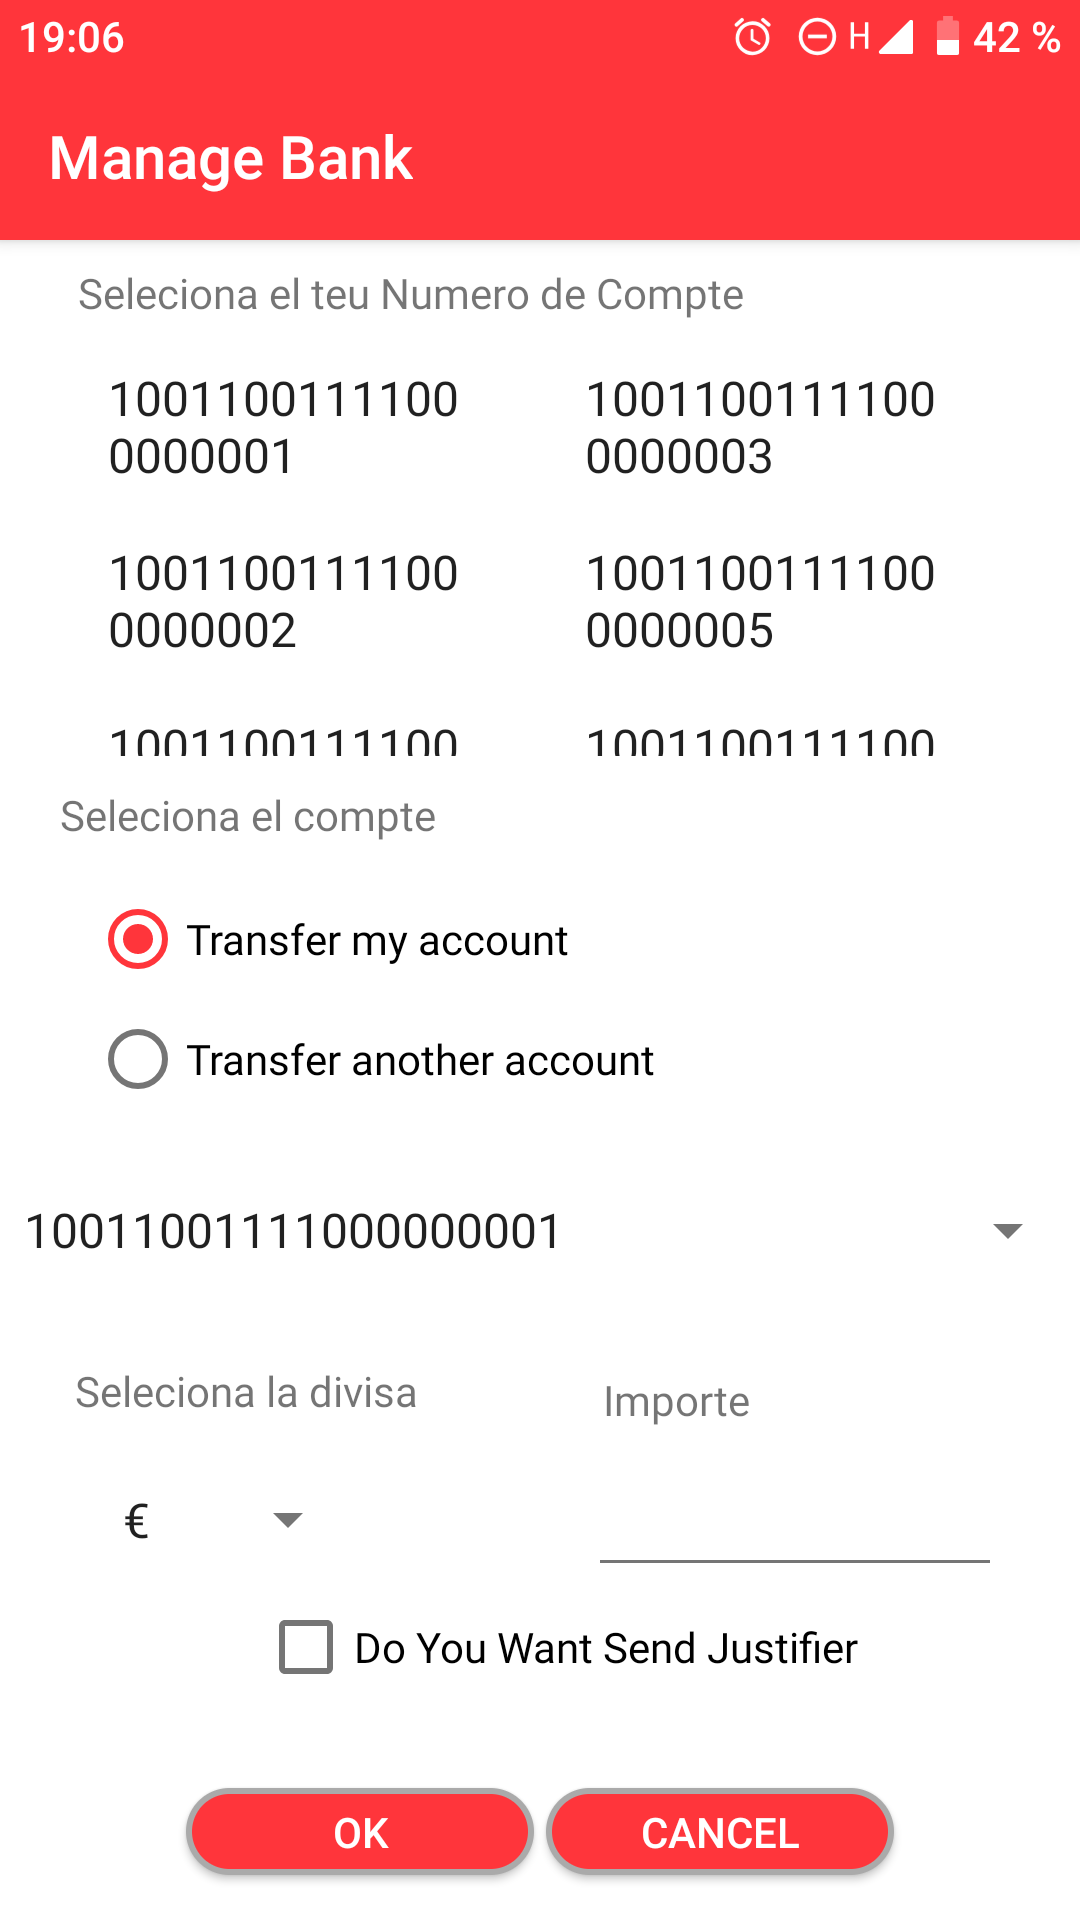 19:06
H 42 %
Manage Bank
Seleciona el teu Numero de Compte
1001100111100 1001100111100
0000001 0000003
1001100111100 1001100111100
0000002 0000005
1001100111100 1001100111100
Seleciona el compte
Transfer my account
Transfer another account
10011001111000000001
Seleciona la divisa
Importe
€
Do You Want Send Justifier
OK CANCEL